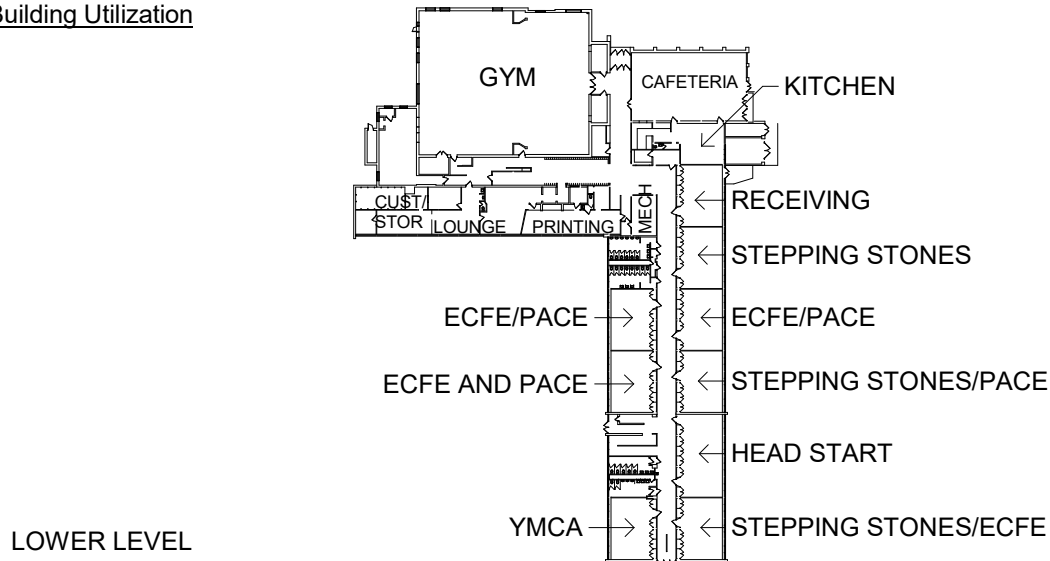 Building Utilization
GYM
CAFETERIA
KITCHEN
CUST/
STOR
LOUNGE
PRINTING
MECH
RECEIVING
STEPPING STONES
ECFE/PACE
ECFE/PACE
ECFE AND PACE
STEPPING STONES/PACE
HEAD START
YMCA
STEPPING STONES/ECFE
LOWER LEVEL